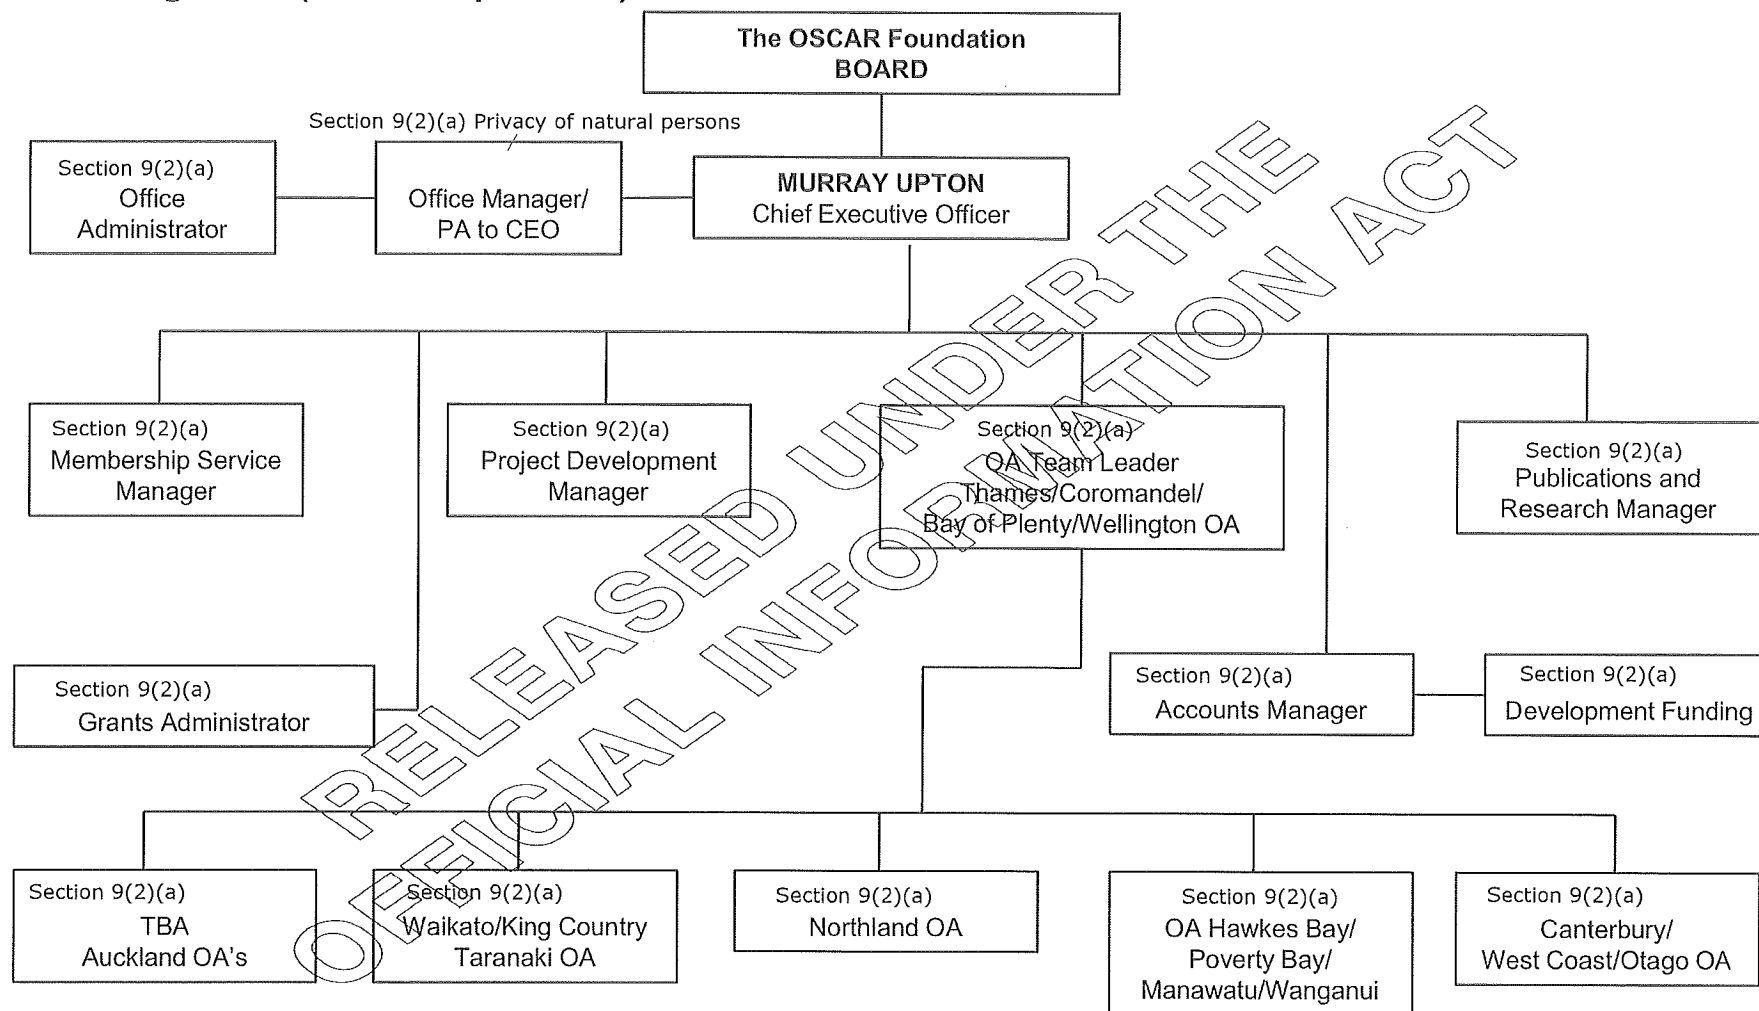 The OSCAR Foundation
BOARD
Section 9(2)(a) Privacy of natural persons
Section 9(2)(a)
Office
Administrator
Office Manager/
PA to CEO
MURRAY UPTON
Chief Executive Officer
Section 9(2)(a)
Membership Service
Manager
Section 9(2)(a)
Project Development
Manager
Section 9(2)(a)
OA Team Leader
Thames/Coromandel/
Bay of Plenty/Wellington OA
Section 9(2)(a)
Publications and
Research Manager
Section 9(2)(a)
Grants Administrator
Section 9(2)(a)
Accounts Manager
Section 9(2)(a)
Development Funding
Section 9(2)(a)
TBA
Auckland OA's
Section 9(2)(a)
Waikato/King Country
Taranaki OA
Section 9(2)(a)
Northland OA
Section 9(2)(a)
OA Hawkes Bay/
Poverty Bay/
Manawatu/Wanganui
Section 9(2)(a)
Canterbury/
West Coast/Otago OA
RELEASED UNDER THE
OFFICIAL INFORMATION ACT